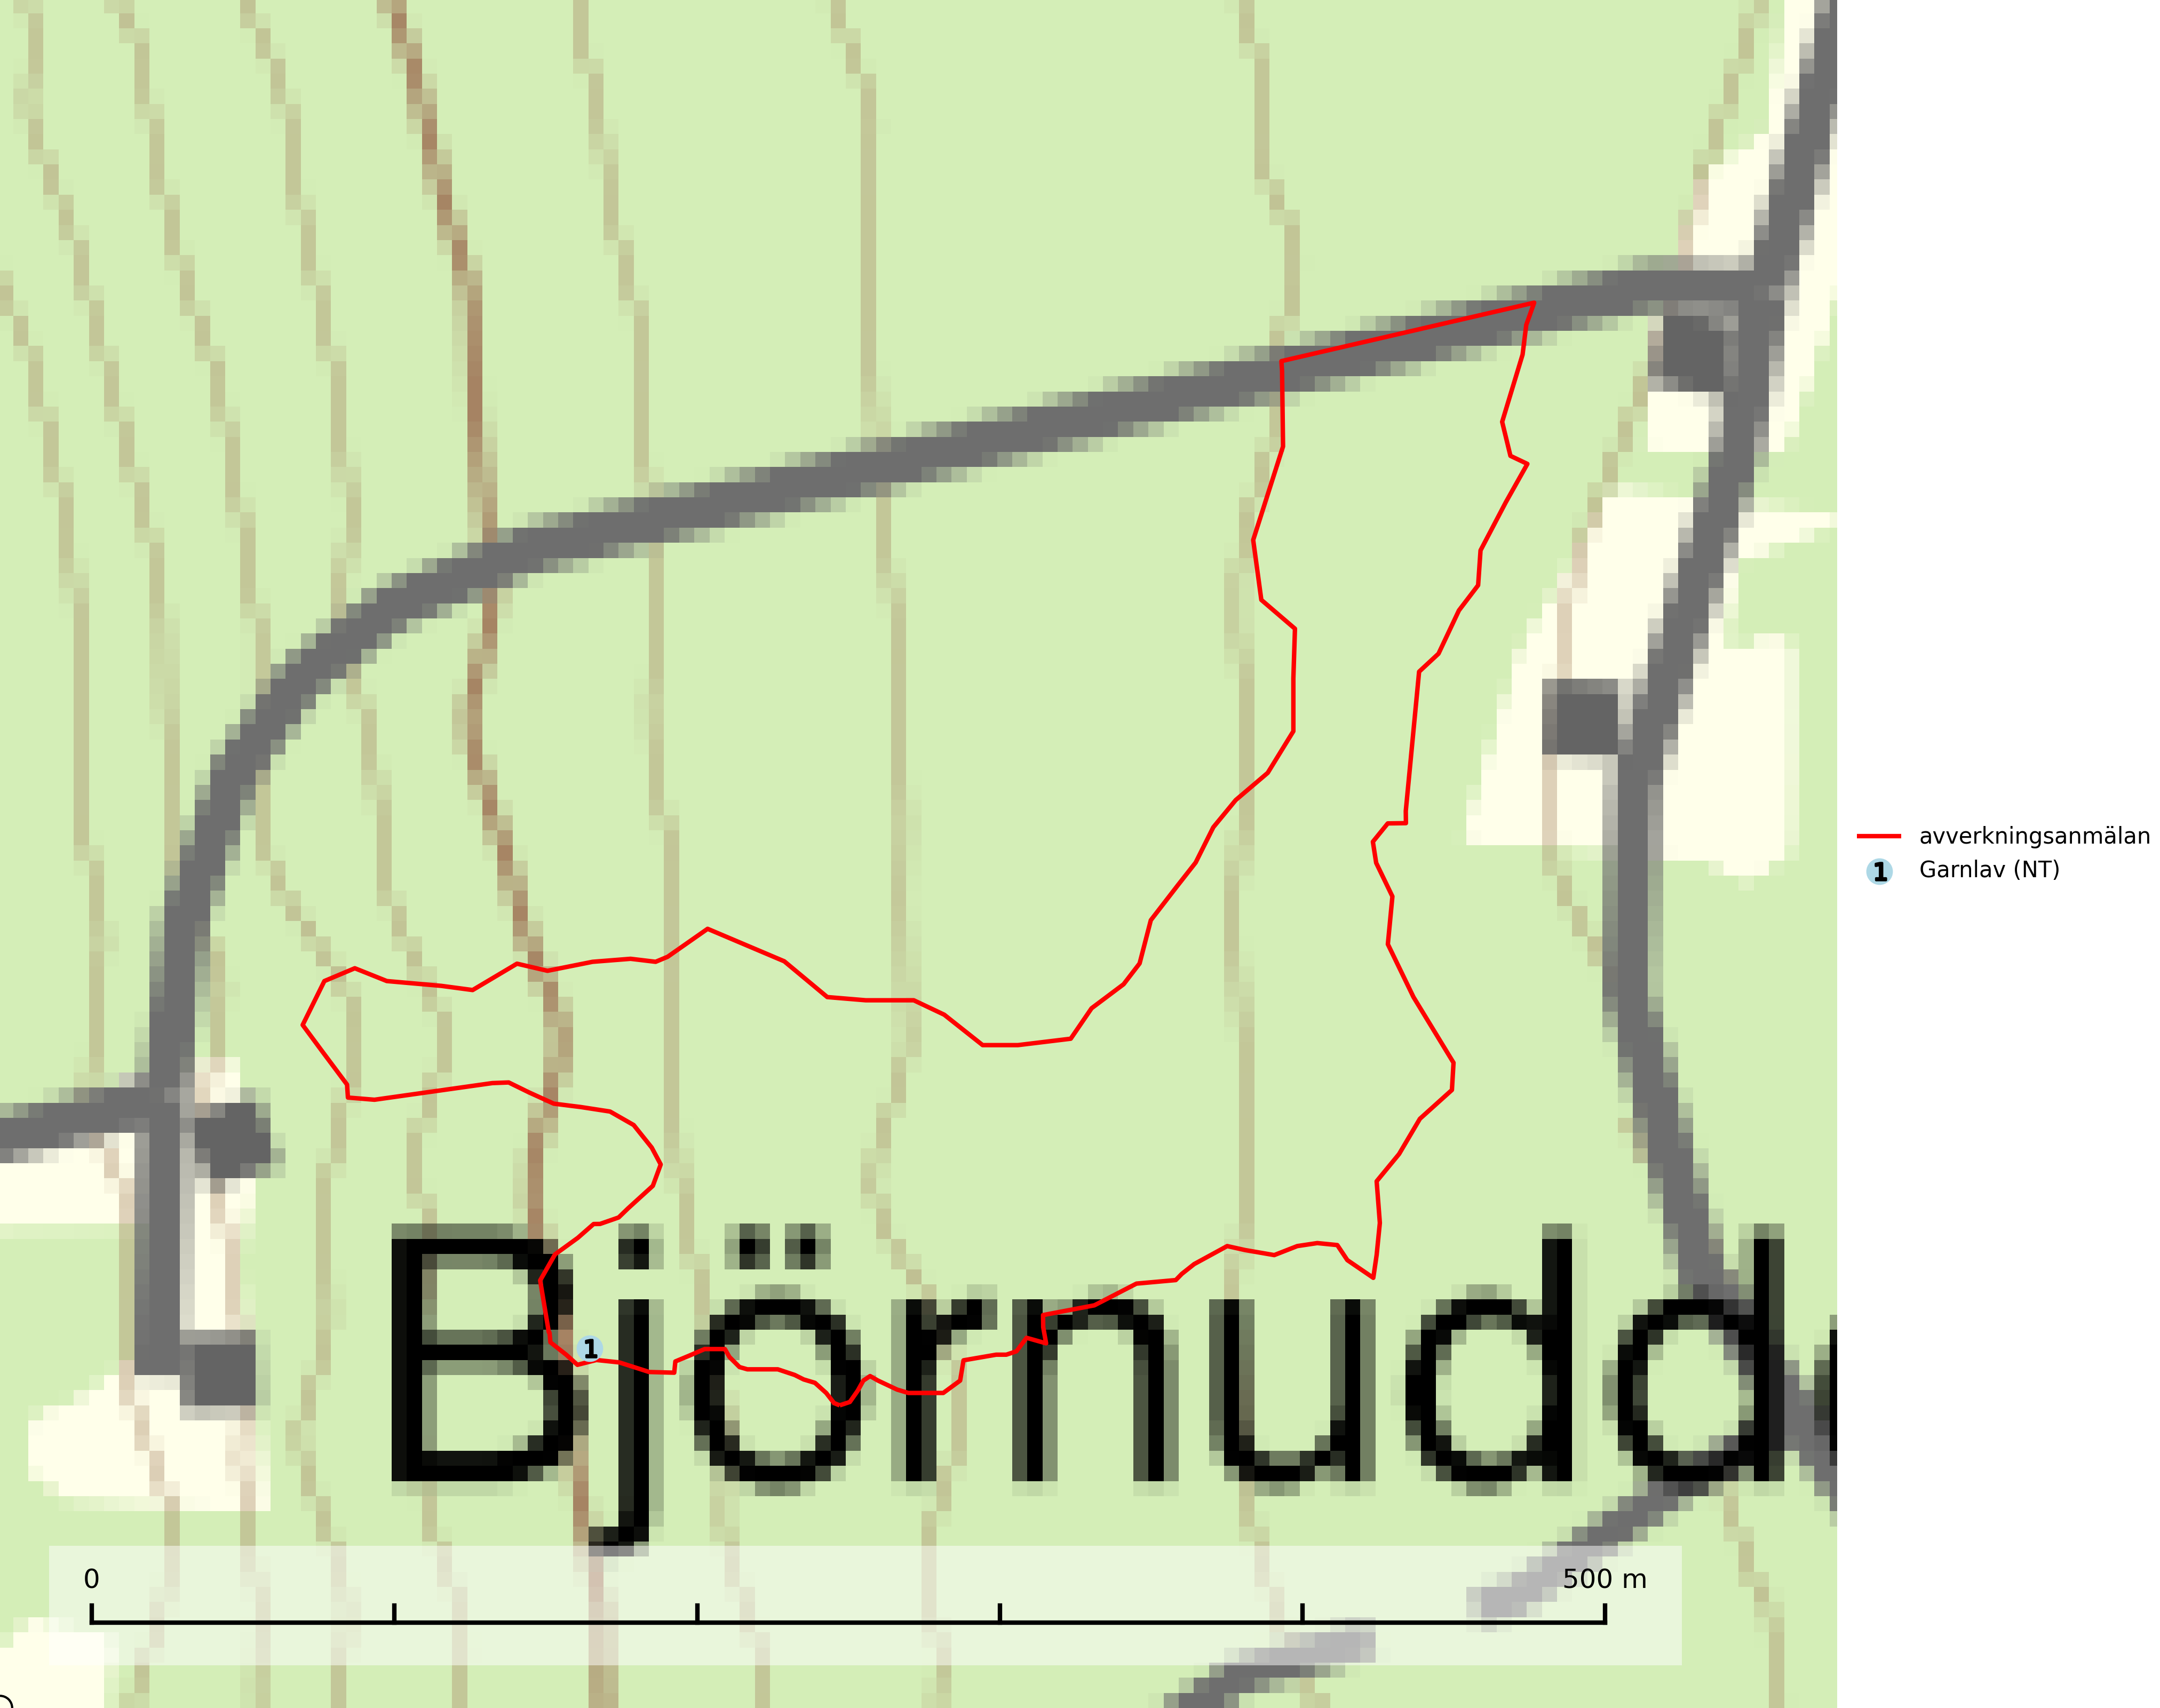 avverkningsanmälan
1 Garnlav (NT)
1
Björnudd
0 500 m